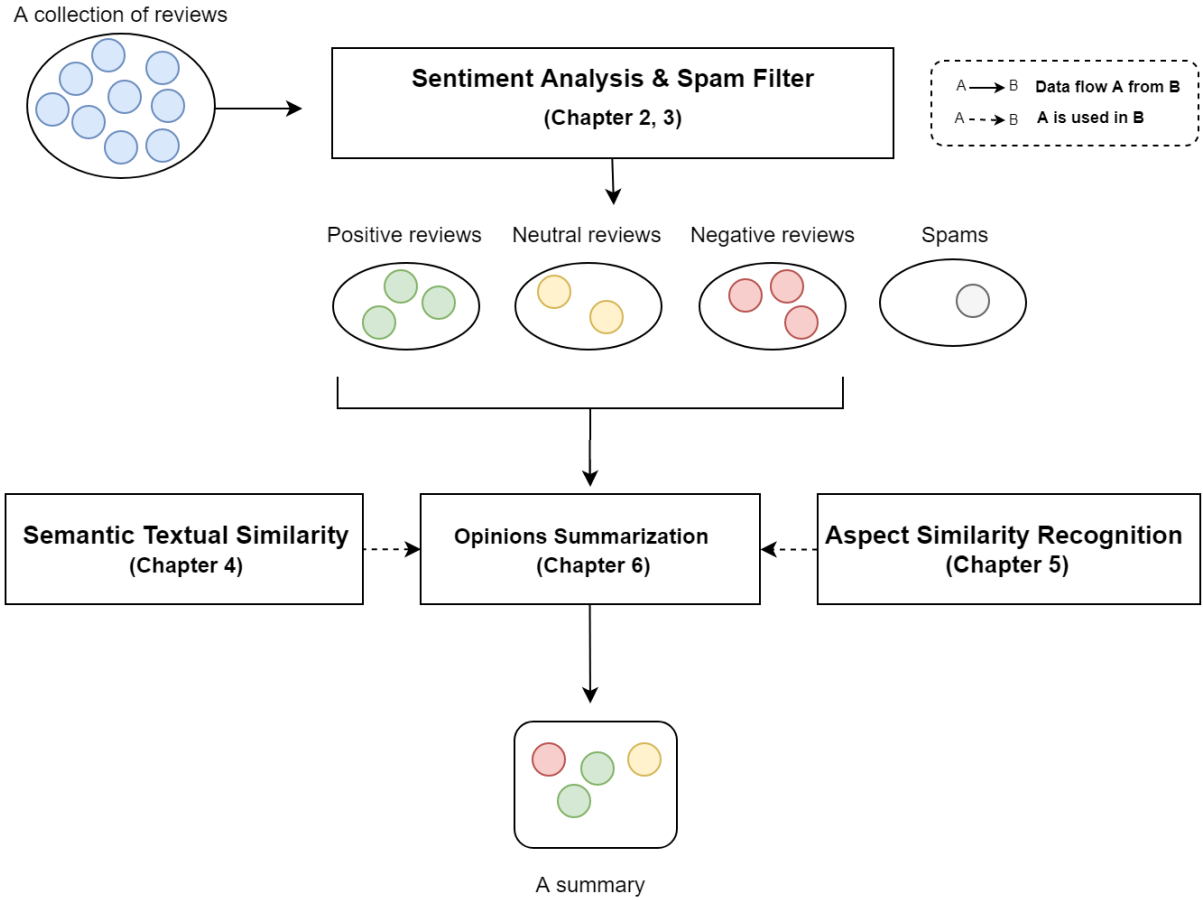 A collection of reviews
Sentiment Analysis & Spam Filter
(Chapter 2, 3)
A B Data flow A from B
A B A is used in B
Positive reviews Neutral reviews Negative reviews Spams
Semantic Textual Similarity
(Chapter 4)
Opinions Summarization
(Chapter 6)
Aspect Similarity Recognition
(Chapter 5)
A summary